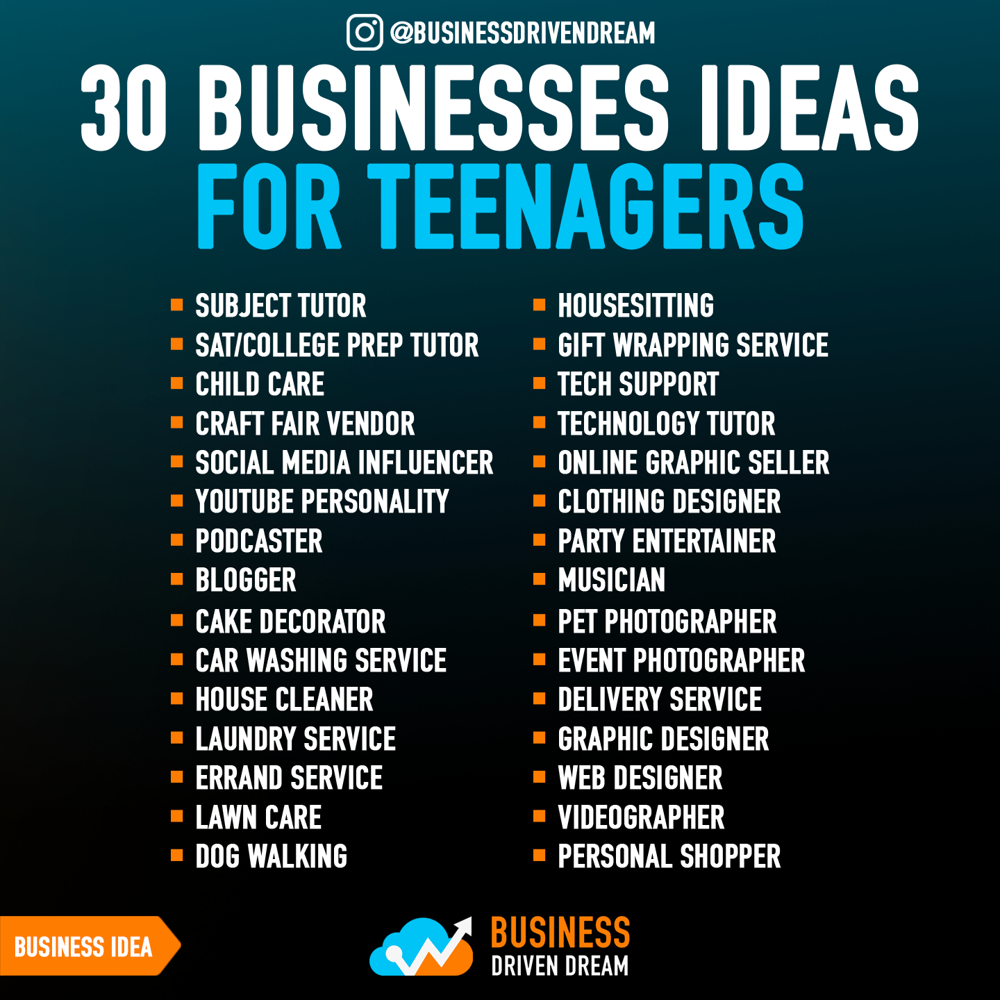 @BUSINESSDRIVENDREAM
30 BUSINESSES IDEAS
FOR TEENAGERS
SUBJECT TUTOR
SAT/COLLEGE PREP TUTOR
CHILD CARE
CRAFT FAIR VENDOR
SOCIAL MEDIA INFLUENCER
YOUTUBE PERSONALITY
PODCASTER
BLOGGER
CAKE DECORATOR
CAR WASHING SERVICE
HOUSE CLEANER
LAUNDRY SERVICE
ERRAND SERVICE
LAWN CARE
DOG WALKING
HOUSESITTING
GIFT WRAPPING SERVICE
TECH SUPPORT
TECHNOLOGY TUTOR
ONLINE GRAPHIC SELLER
CLOTHING DESIGNER
PARTY ENTERTAINER
MUSICIAN
PET PHOTOGRAPHER
EVENT PHOTOGRAPHER
DELIVERY SERVICE
GRAPHIC DESIGNER
WEB DESIGNER
VIDEOGRAPHER
PERSONAL SHOPPER
BUSINESS IDEA
BUSINESS
DRIVEN DREAM